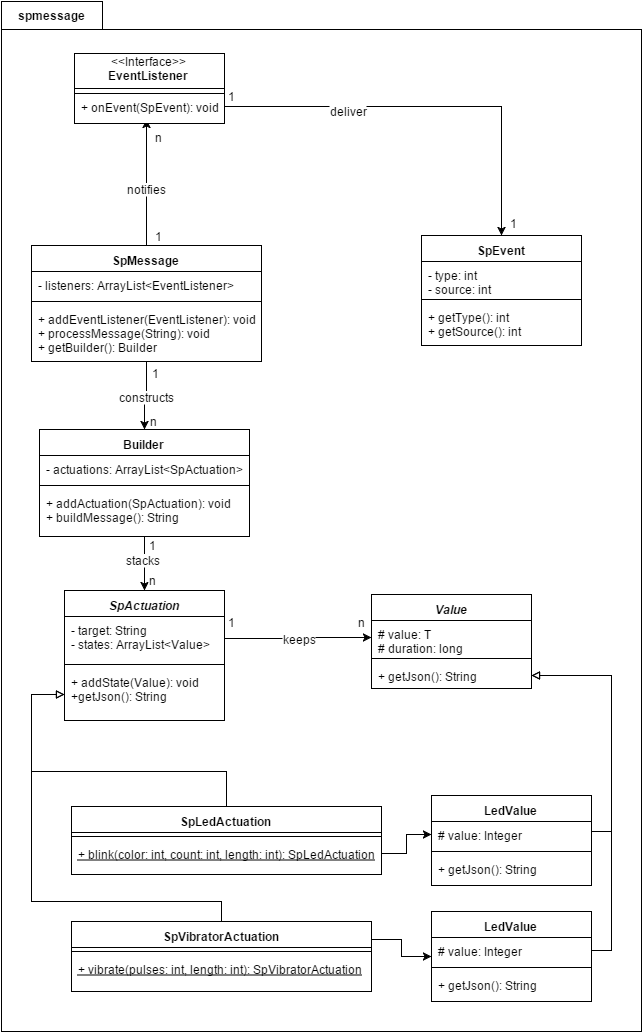 spmessage
<<Interface>>
EventListener
+ onEvent(SpEvent): void
1
deliver
n
notifies
1
1
SpMessage
- listeners: ArrayList<EventListener>
+ addEventListener(EventListener): void
+ processMessage(String): void
+ getBuilder(): Builder
SpEvent
- type: int
- source: int
+ getType(): int
+ getSource(): int
1
constructs
n
Builder
- actuations: ArrayList<SpActuation>
+ addActuation(SpActuation): void
+ buildMessage(): String
1
stacks
n
SpActuation
- target: String
- states: ArrayList<Value>
+ addState(Value): void
+getJson(): String
1
keeps
n
Value
# value: T
# duration: long
+ getJson(): String
SpLedActuation
+ blink(color: int, count: int, length: int): SpLedActuation
LedValue
# value: Integer
+ getJson(): String
SpVibratorActuation
+ vibrate(pulses: int, length: int): SpVibratorActuation
LedValue
# value: Integer
+ getJson(): String